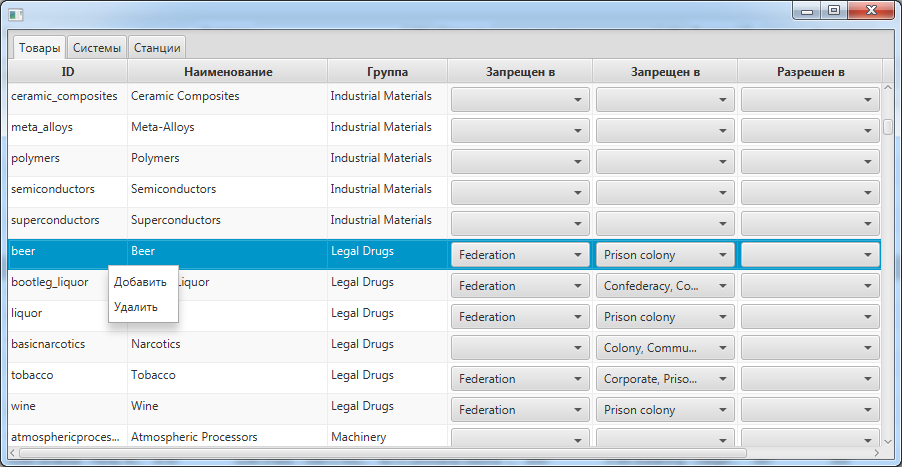 Товары Системы Станции
ID Наименование Группа Запрещен в Запрещен в Разрешен в
ceramic_composites Ceramic Composites Industrial Materials
meta_alloys Meta-Alloys Industrial Materials
polymers Polymers Industrial Materials
semiconductors Semiconductors Industrial Materials
superconductors Superconductors Industrial Materials
beer Beer Legal Drugs Federation Prison colony
bootleg_liquor Liquor Legal Drugs Federation Confederacy, Co...
Добавить
liquor Legal Drugs Federation Prison colony
Удалить
basicnarcotics Narcotics Legal Drugs Colony, Commu...
tobacco Tobacco Legal Drugs Federation Corporate, Priso...
wine Wine Legal Drugs Federation Prison colony
atmosphericproces... Atmospheric Processors Machinery